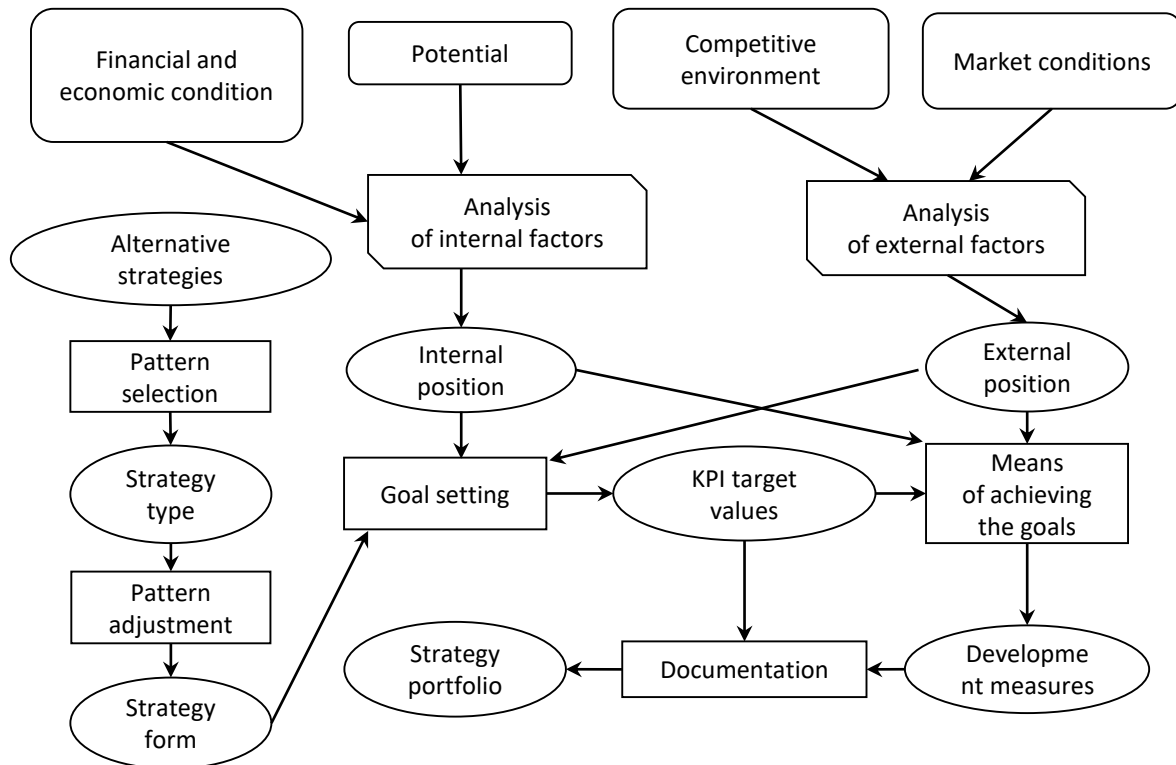 Financial and
economic condition
Potential
Competitive
environment
Market conditions
Analysis
of internal factors
Analysis
of external factors
Alternative
strategies
Pattern
selection
Internal
position
External
position
Strategy
type
Goal setting
KPI target
values
Means
of achieving
the goals
Pattern
adjustment
Strategy
portfolio
Documentation
Developme
nt measures
Strategy
form